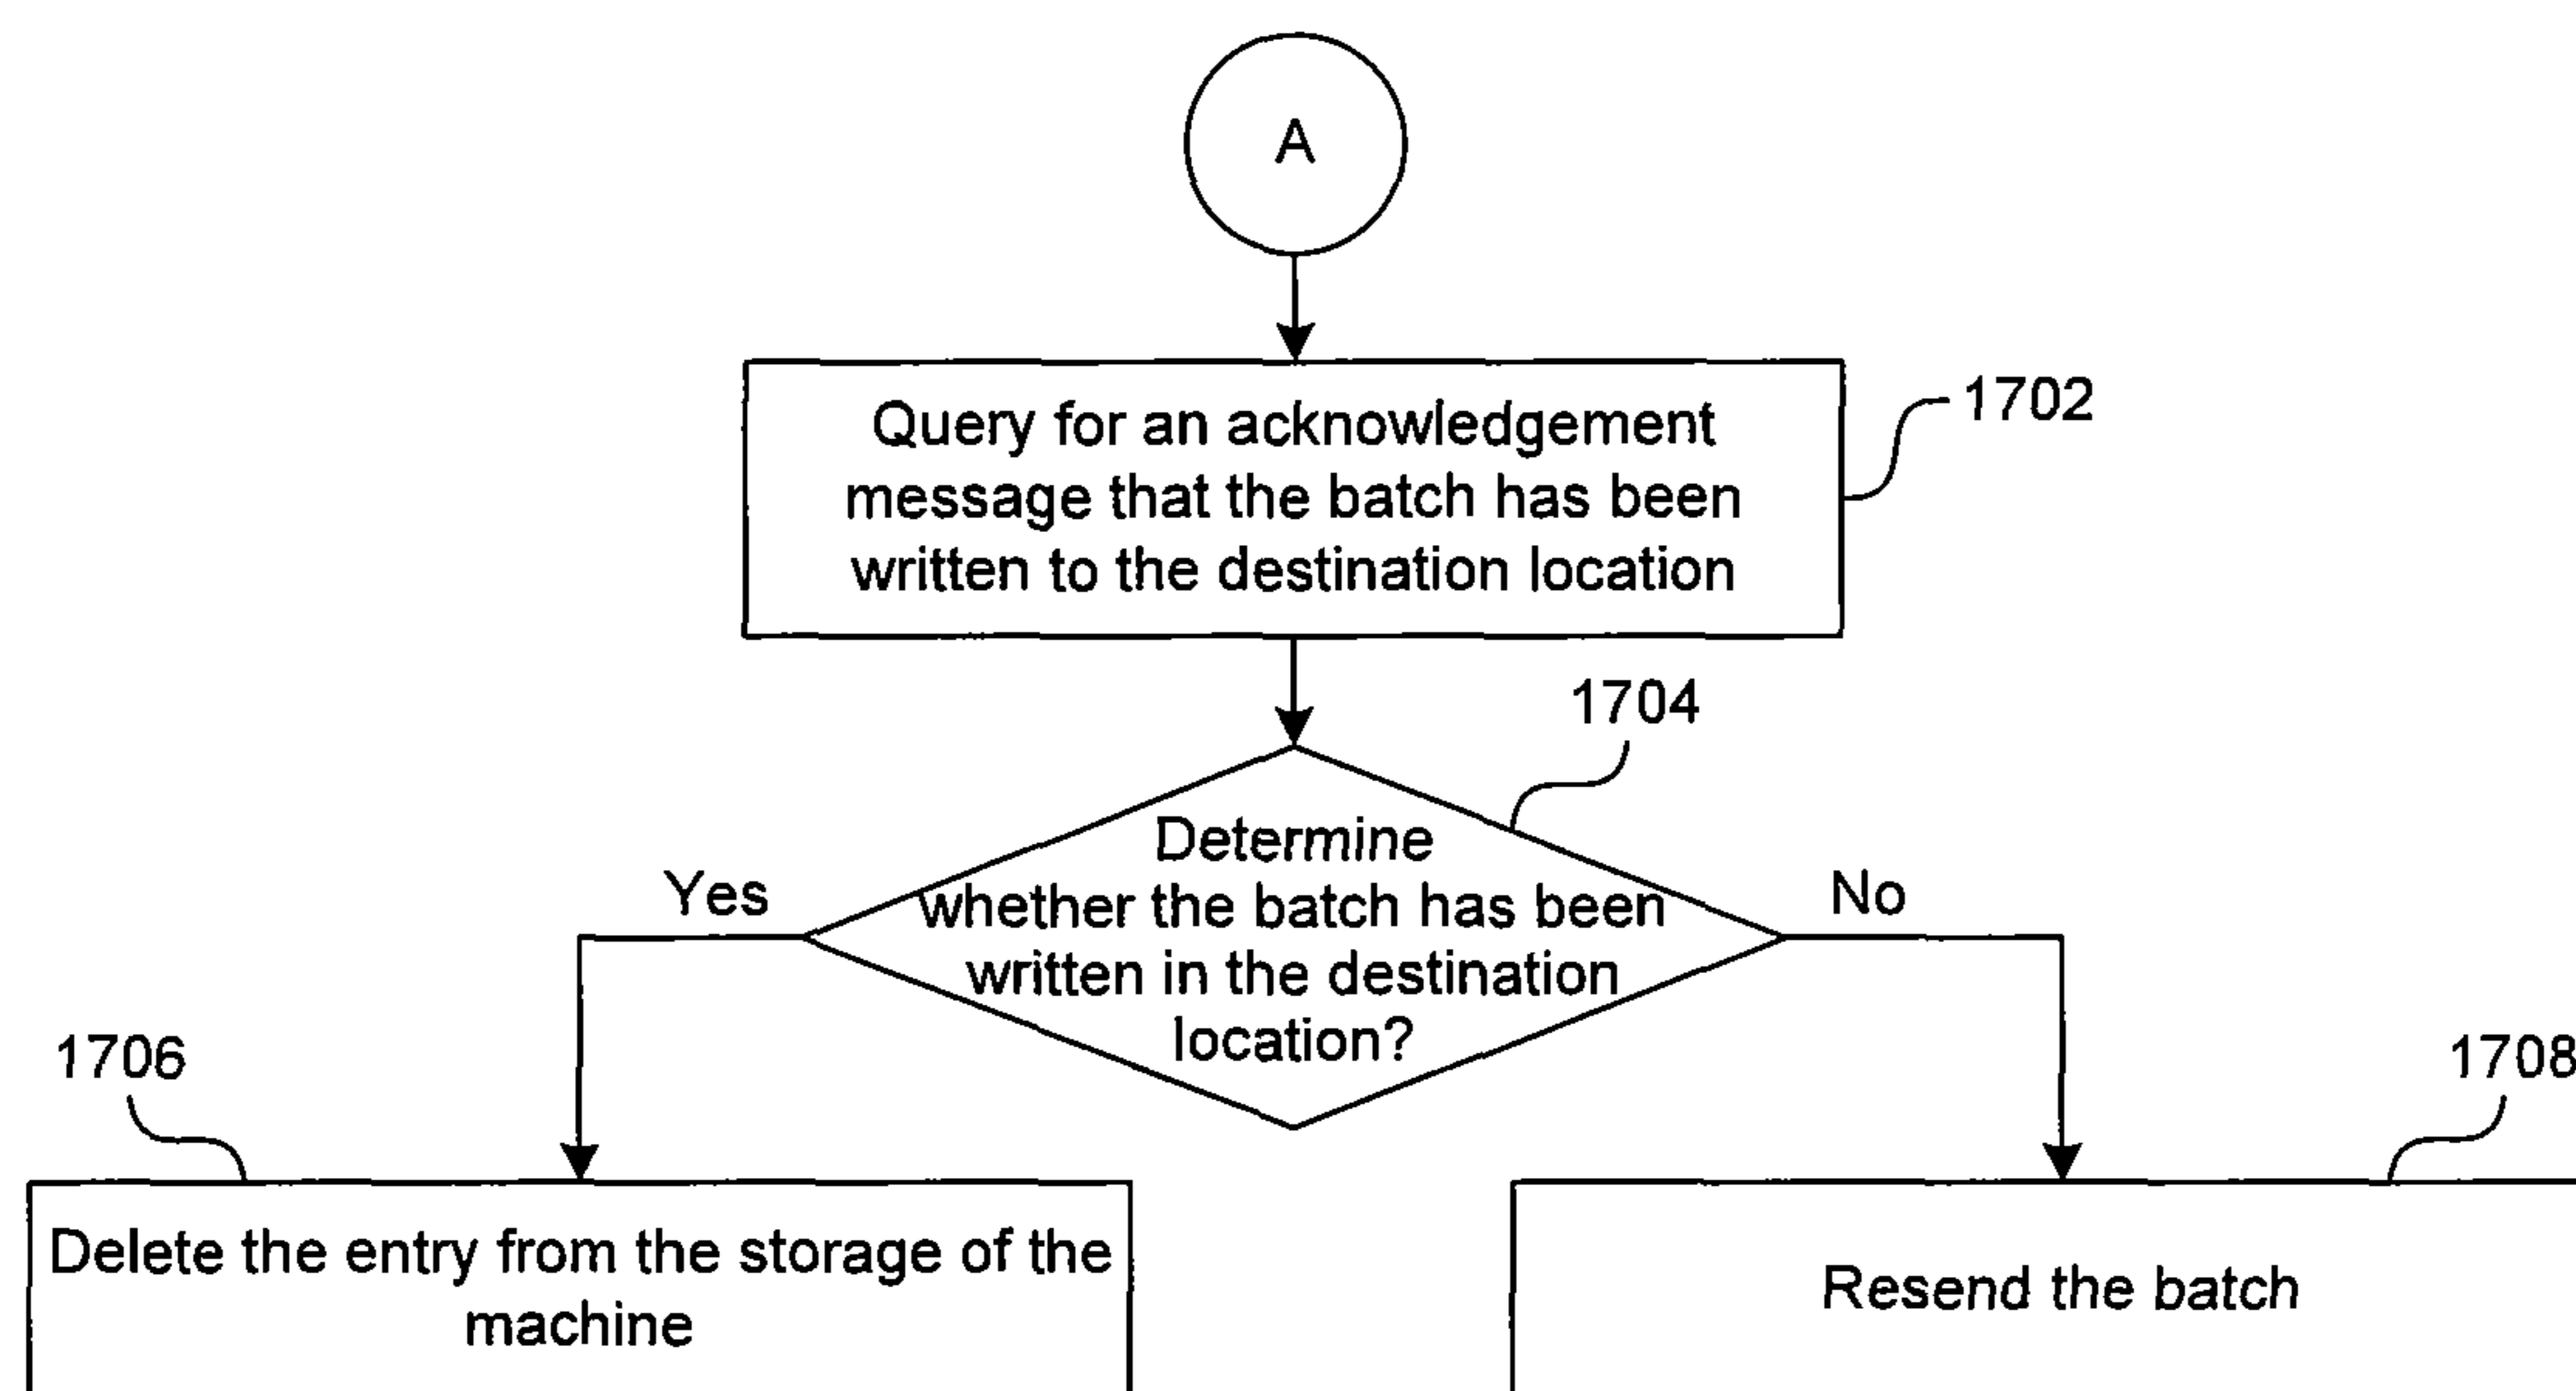 A
Query for an acknowledgement
message that the batch has been
written to the destination location
1702
1704
Determine
whether the batch has been
written in the destination
location?
Yes
No
1706
1708
Delete the entry from the storage of the
machine
Resend the batch